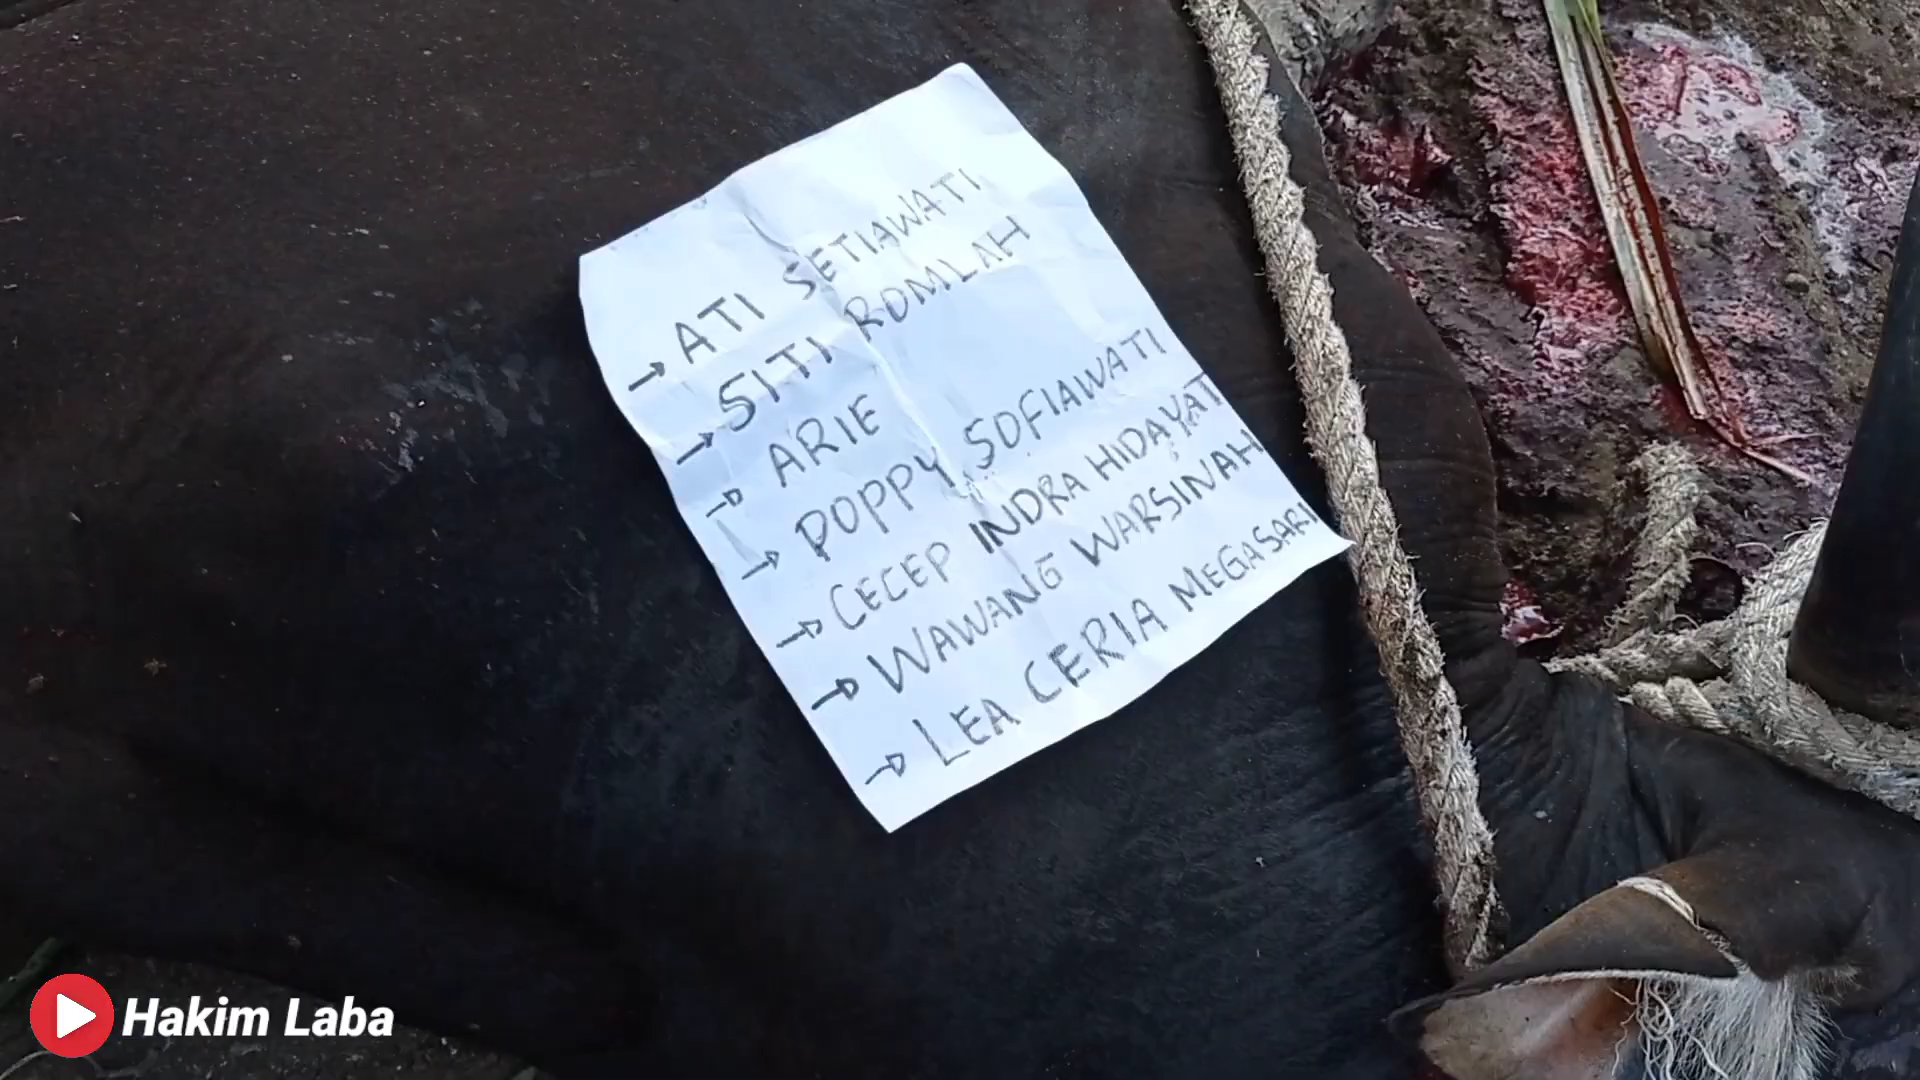 → ATI SETIAWATI
→ SITI ROMLAH
→ ARIE
→ POPPY SOFIAWATI
→ CECEP INDRA HIDAYAT
→ WAWANG WARSINAH
→ LEA CERIA MEGASARI
Hakim Laba